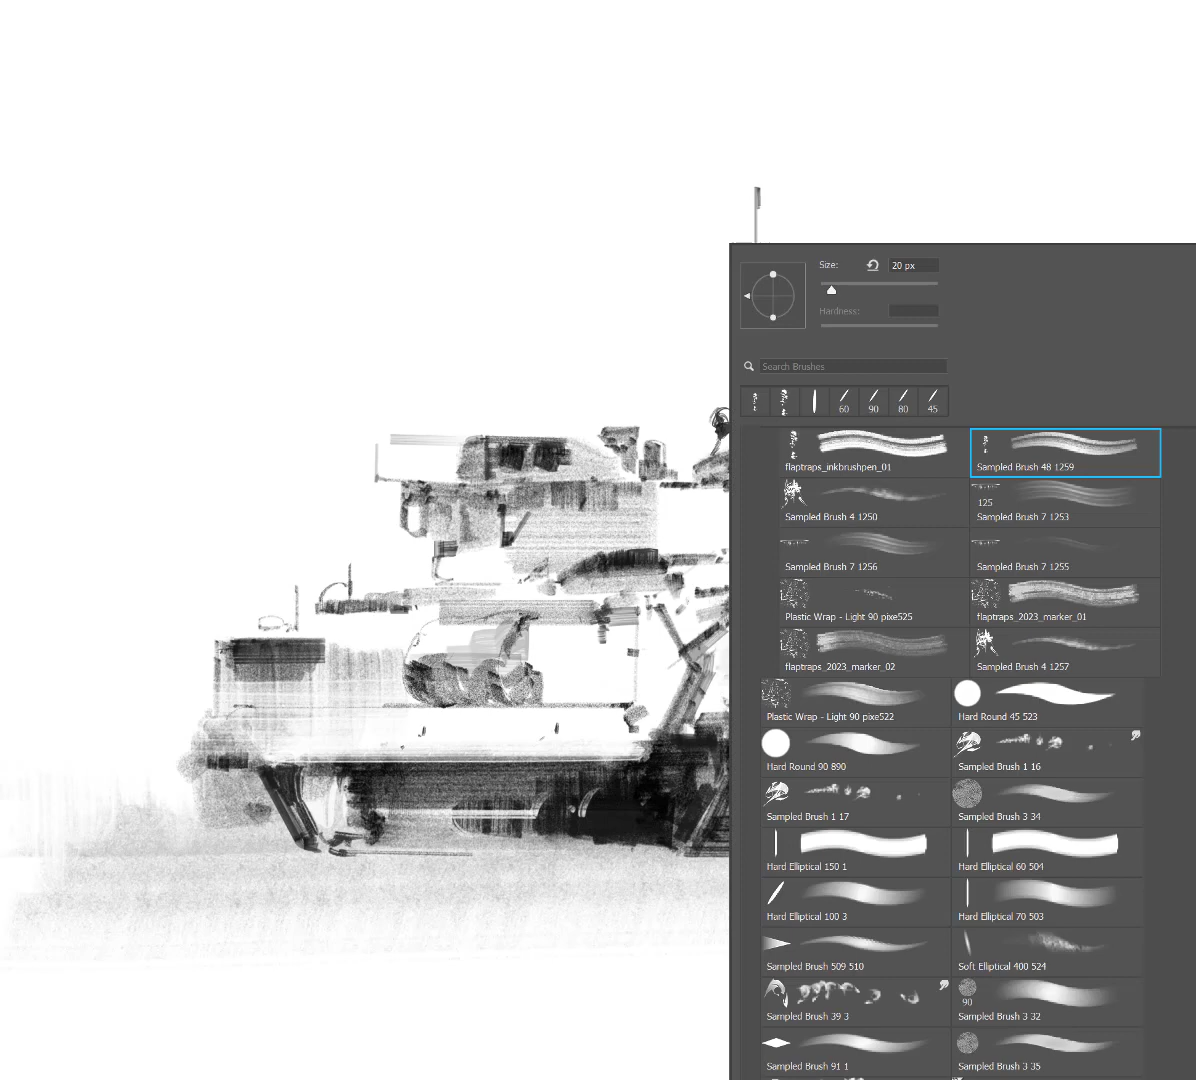 Size:
20 px
Hardness:
Search Brushes
60 90 80 45
flaptraps_inkbrushpen_01
Sampled Brush 48 1259
125
Sampled Brush 4 1250
Sampled Brush 7 1253
Sampled Brush 7 1256
Sampled Brush 7 1255
Plastic Wrap - Light 90 pixe525
flaptraps_2023_marker_01
flaptraps_2023_marker_02
Sampled Brush 4 1257
Plastic Wrap - Light 90 pixe522
Hard Round 45 523
Hard Round 90 890
Sampled Brush 1 16
Sampled Brush 1 17
Sampled Brush 3 34
Hard Elliptical 150 1
Hard Elliptical 60 504
Hard Elliptical 100 3
Hard Elliptical 70 503
Sampled Brush 509 510
Soft Elliptical 400 524
90
Sampled Brush 39 3
Sampled Brush 3 32
Sampled Brush 91 1
Sampled Brush 3 35